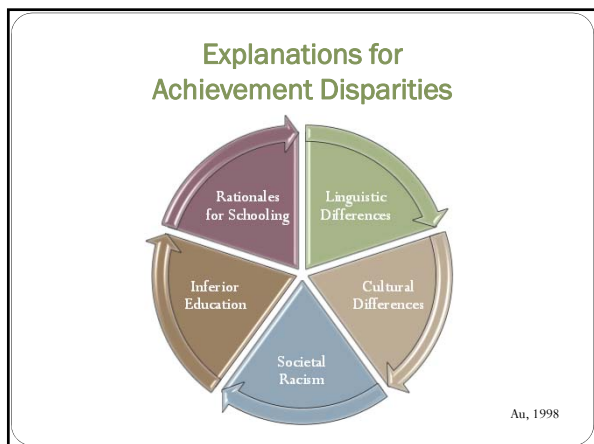 Explanations for
Achievement Disparities
Rationales
for Schooling
Linguistic
Differences
Inferior
Education
Cultural
Differences
Societal
Racism
Au, 1998